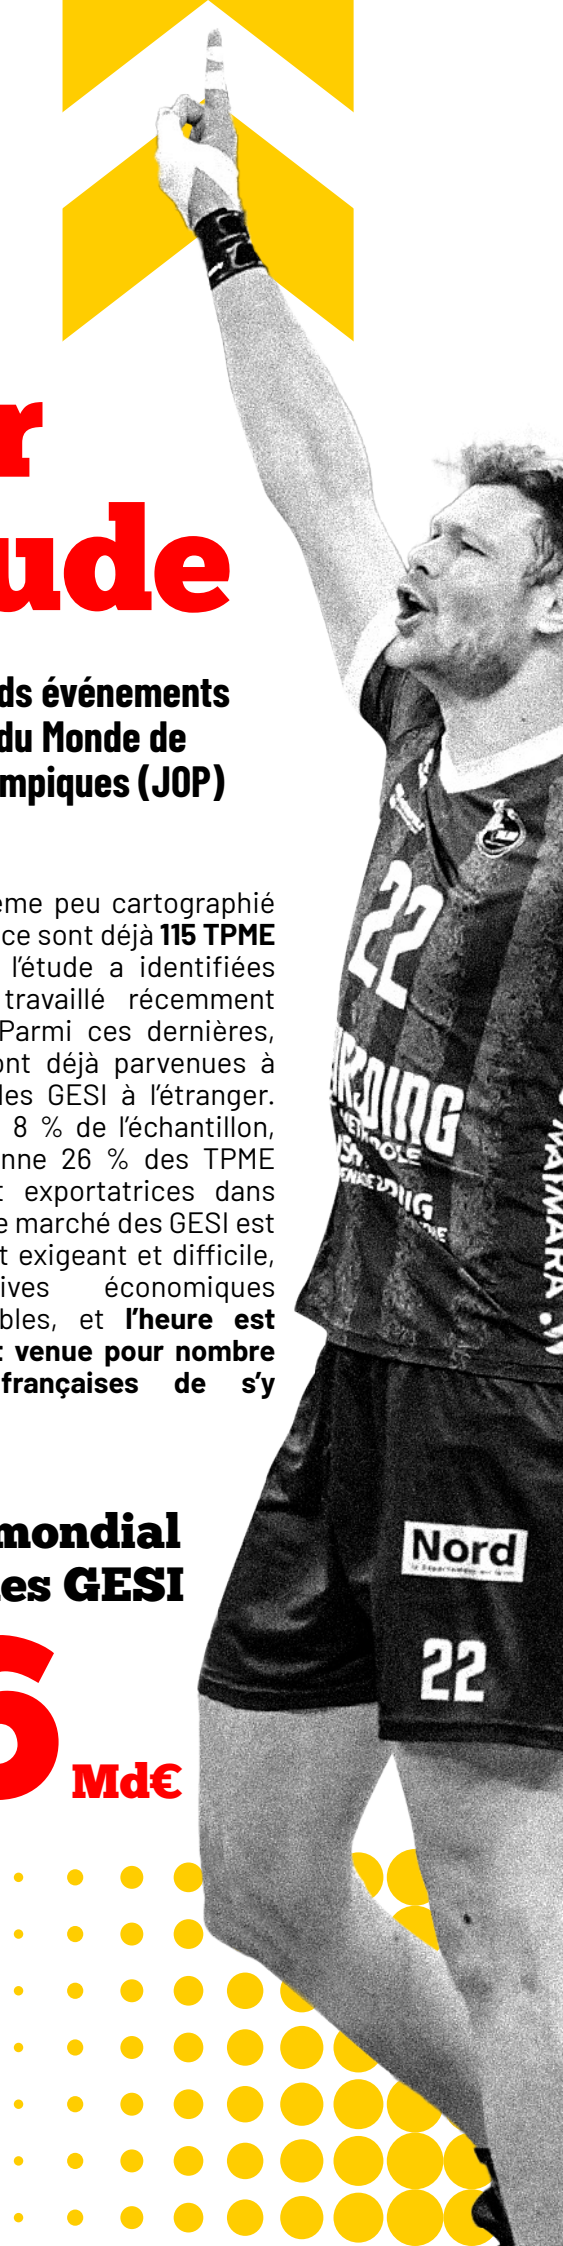 r
ude
ds événements
du Monde de
mpiques (JOP)
ème peu cartographié
ce sont déjà 115 TPME
l'étude a identifiées
travaillé récemment
Parmi ces dernières,
ont déjà parvenues à
les GESI à l'étranger.
8 % de l'échantillon,
nne 26 % des TPME
t exportatrices dans
e marché des GESI est
t exigeant et difficile,
ives économiques
bles, et l'heure est
t venue pour nombre
françaises de s'y
mondial
es GESI
6
Md€
22
Nord
22